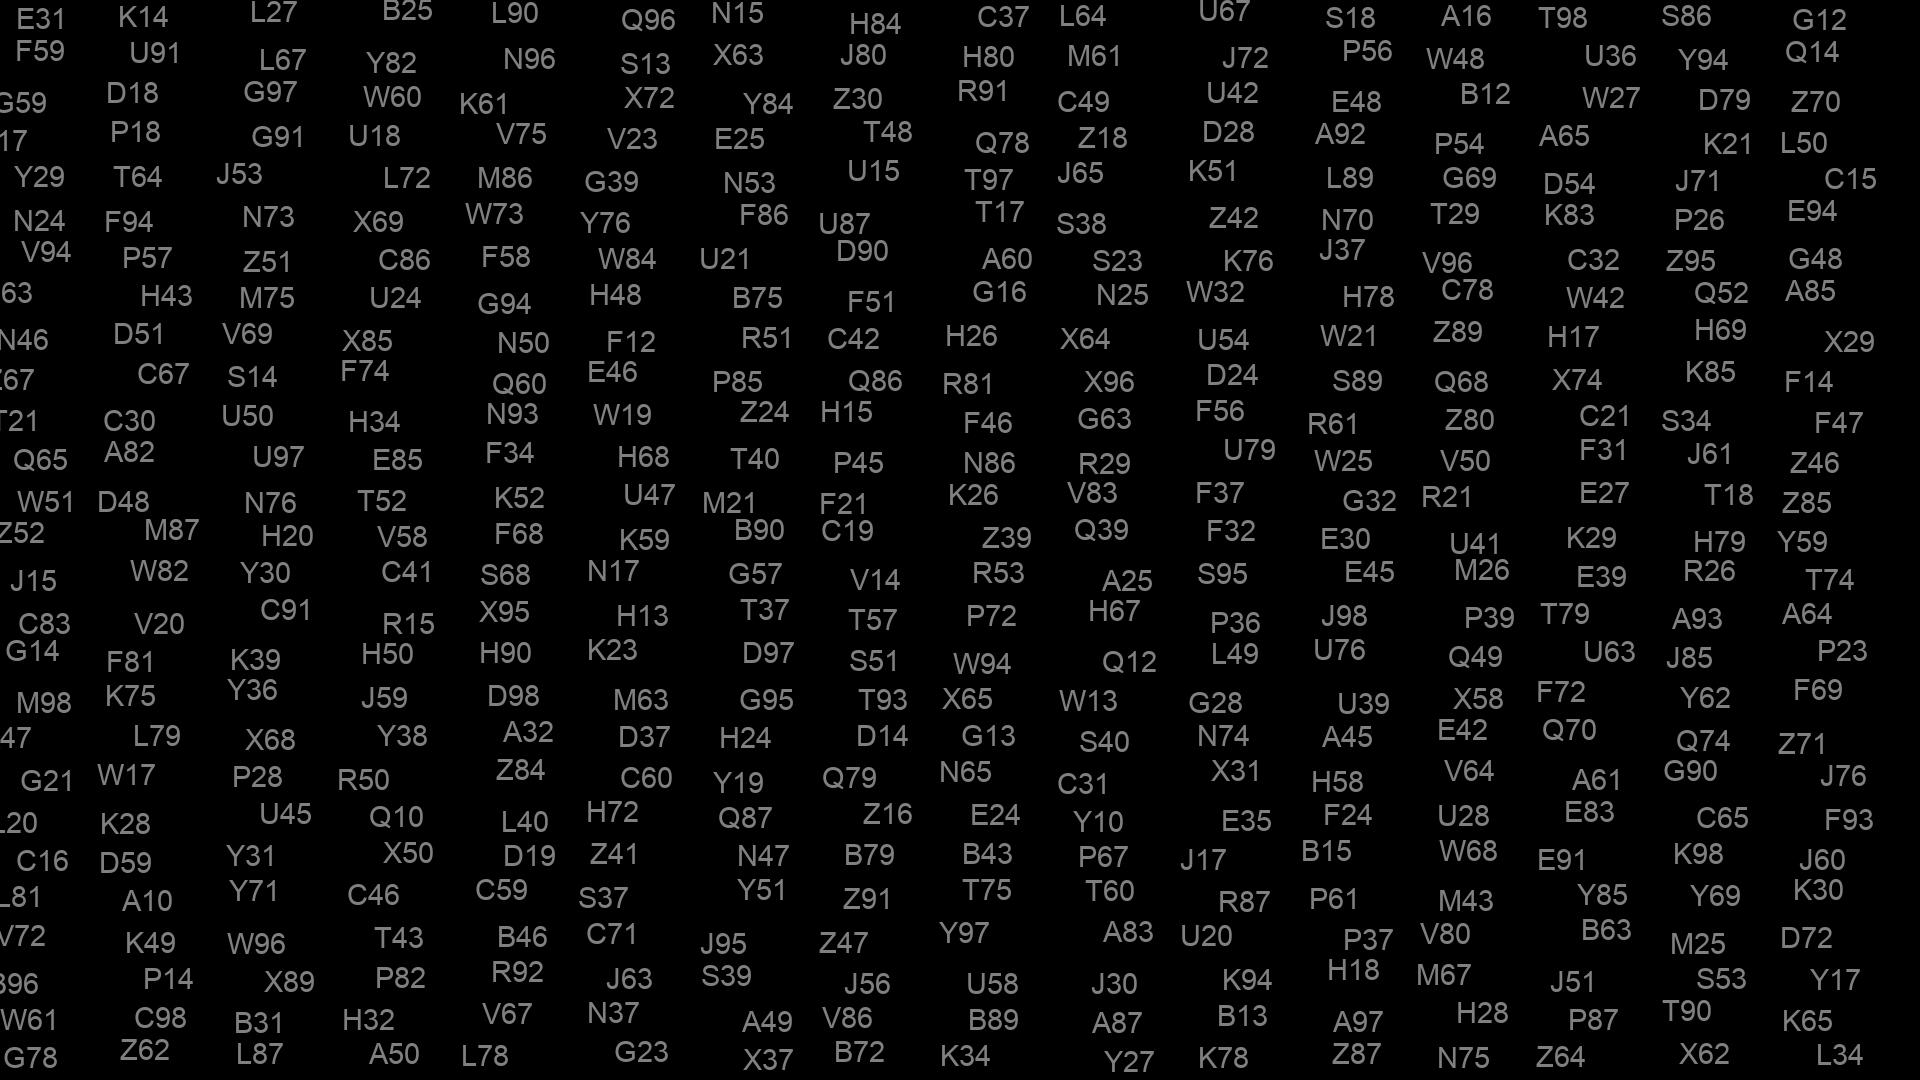 E31 K14 L27 B25 L90 Q96 N15 H84 C37 L64 U67 S18 A16 T98 S86 G12
F59 U91 L67 Y82 N96 S13 X63 J80 H80 M61 J72 P56 W48 U36 Y94 Q14
G59 D18 G97 W60 K61 X72 Y84 Z30 R91 C49 U42 E48 B12 W27 D79 Z70
17 P18 G91 U18 V75 V23 E25 T48 Q78 Z18 D28 A92 P54 A65 K21 L50
Y29 T64 J53 L72 M86 G39 N53 U15 T97 J65 K51 L89 G69 D54 J71 C15
N24 F94 N73 X69 W73 Y76 F86 U87 T17 S38 Z42 N70 T29 K83 P26 E94
V94 P57 Z51 C86 F58 W84 U21 D90 A60 S23 K76 J37 V96 C32 Z95 G48
63 H43 M75 U24 G94 H48 B75 F51 G16 N25 W32 H78 C78 W42 Q52 A85
N46 D51 V69 X85 N50 F12 R51 C42 H26 X64 U54 W21 Z89 H17 H69 X29
Z67 C67 S14 F74 Q60 E46 P85 Q86 R81 X96 D24 S89 Q68 X74 K85 F14
T21 C30 U50 H34 N93 W19 Z24 H15 F46 G63 F56 R61 Z80 C21 S34 F47
Q65 A82 U97 E85 F34 H68 T40 P45 N86 R29 U79 W25 V50 F31 J61 Z46
W51 D48 N76 T52 K52 U47 M21 F21 K26 V83 F37 G32 R21 E27 T18 Z85
Z52 M87 H20 V58 F68 K59 B90 C19 Z39 Q39 F32 E30 U41 K29 H79 Y59
J15 W82 Y30 C41 S68 N17 G57 V14 R53 A25 S95 E45 M26 E39 R26 T74
C83 V20 C91 R15 X95 H13 T37 T57 P72 H67 P36 J98 P39 T79 A93 A64
G14 F81 K39 H50 H90 K23 D97 S51 W94 Q12 L49 U76 Q49 U63 J85 P23
M98 K75 Y36 J59 D98 M63 G95 T93 X65 W13 G28 U39 X58 F72 Y62 F69
47 L79 X68 Y38 A32 D37 H24 D14 G13 S40 N74 A45 E42 Q70 Q74 Z71
G21 W17 P28 R50 Z84 C60 Y19 Q79 N65 C31 X31 H58 V64 A61 G90 J76
L20 K28 U45 Q10 L40 H72 Q87 Z16 E24 Y10 E35 F24 U28 E83 C65 F93
C16 D59 Y31 X50 D19 Z41 N47 B79 B43 P67 J17 B15 W68 E91 K98 J60
L81 A10 Y71 C46 C59 S37 Y51 Z91 T75 T60 R87 P61 M43 Y85 Y69 K30
V72 K49 W96 T43 B46 C71 J95 Z47 Y97 A83 U20 P37 V80 B63 M25 D72
B96 P14 X89 P82 R92 J63 S39 J56 U58 J30 K94 H18 M67 J51 S53 Y17
W61 C98 B31 H32 V67 N37 A49 V86 B89 A87 B13 A97 H28 P87 T90 K65
G78 Z62 L87 A50 L78 G23 X37 B72 K34 Y27 K78 Z87 N75 Z64 X62 L34